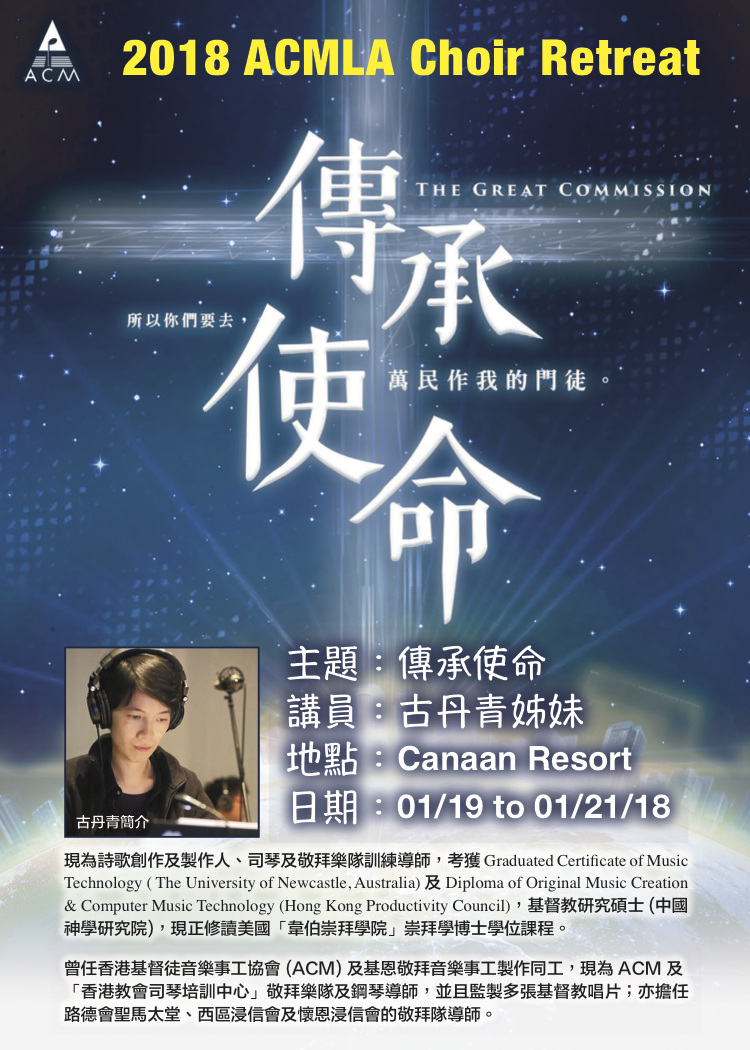 ACM
2018 ACMLA Choir Retreat
傳承
THE GREAT COMMISSION
所以你們要去，
使命
萬民作我的門徒。
主題：傳承使命
講員：古丹青姊妹
地點：Canaan Resort
日期：01/19 to 01/21/18
古丹青簡介
現為詩歌創作及製作人、司琴及敬拜樂隊訓練導師，考獲 Graduated Certificate of Music
Technology ( The University of Newcastle, Australia) 及 Diploma of Original Music Creation
& Computer Music Technology (Hong Kong Productivity Council)，基督教研究碩士 (中國
神學研究院)，現正修讀美國「韋伯崇拜學院」崇拜學博士學位課程。
曾任香港基督徒音樂事工協會 (ACM) 及基恩敬拜音樂事工製作同工，現為 ACM 及
「香港教會司琴培訓中心」敬拜樂隊及鋼琴導師，並且監製多張基督教唱片；亦擔任
路德會聖馬太堂、西區浸信會及懷恩浸信會的敬拜隊導師。